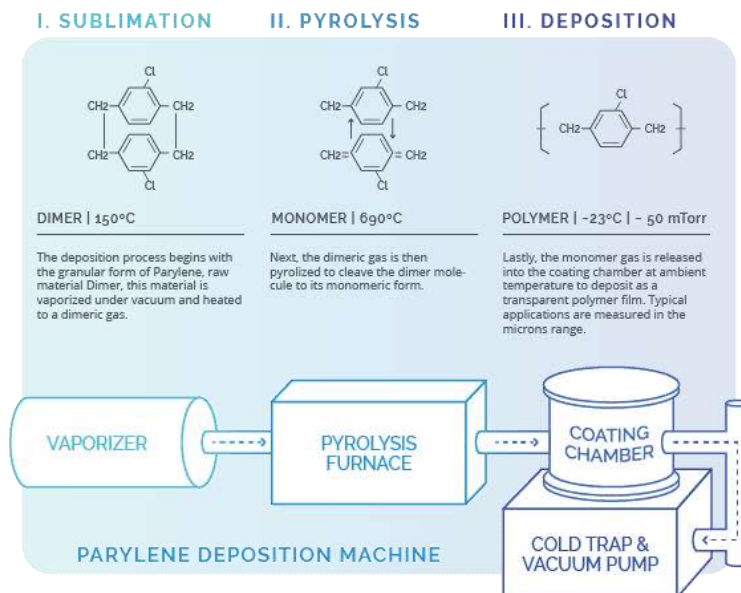 I. SUBLIMATION
II. PYROLYSIS
III. DEPOSITION
Cl
CH2
CH2
CH2
CH2
Cl
Cl
CH2
CH2
CH2=
=CH2
Cl
Cl
CH2
CH2
DIMER | 150ºC
The deposition process begins with
the granular form of Parylene, raw
material Dimer, this material is
vaporized under vacuum and heated
to a dimeric gas.
MONOMER | 690ºC
Next, the dimeric gas is then
pyrolized to cleave the dimer mole-
cule to its monomeric form.
POLYMER | ~23ºC | ~ 50 mTorr
Lastly, the monomer gas is released
into the coating chamber at ambient
temperature to deposit as a
transparent polymer film. Typical
applications are measured in the
microns range.
VAPORIZER
PYROLYSIS
FURNACE
COATING
CHAMBER
COLD TRAP &
VACUUM PUMP
PARYLENE DEPOSITION MACHINE